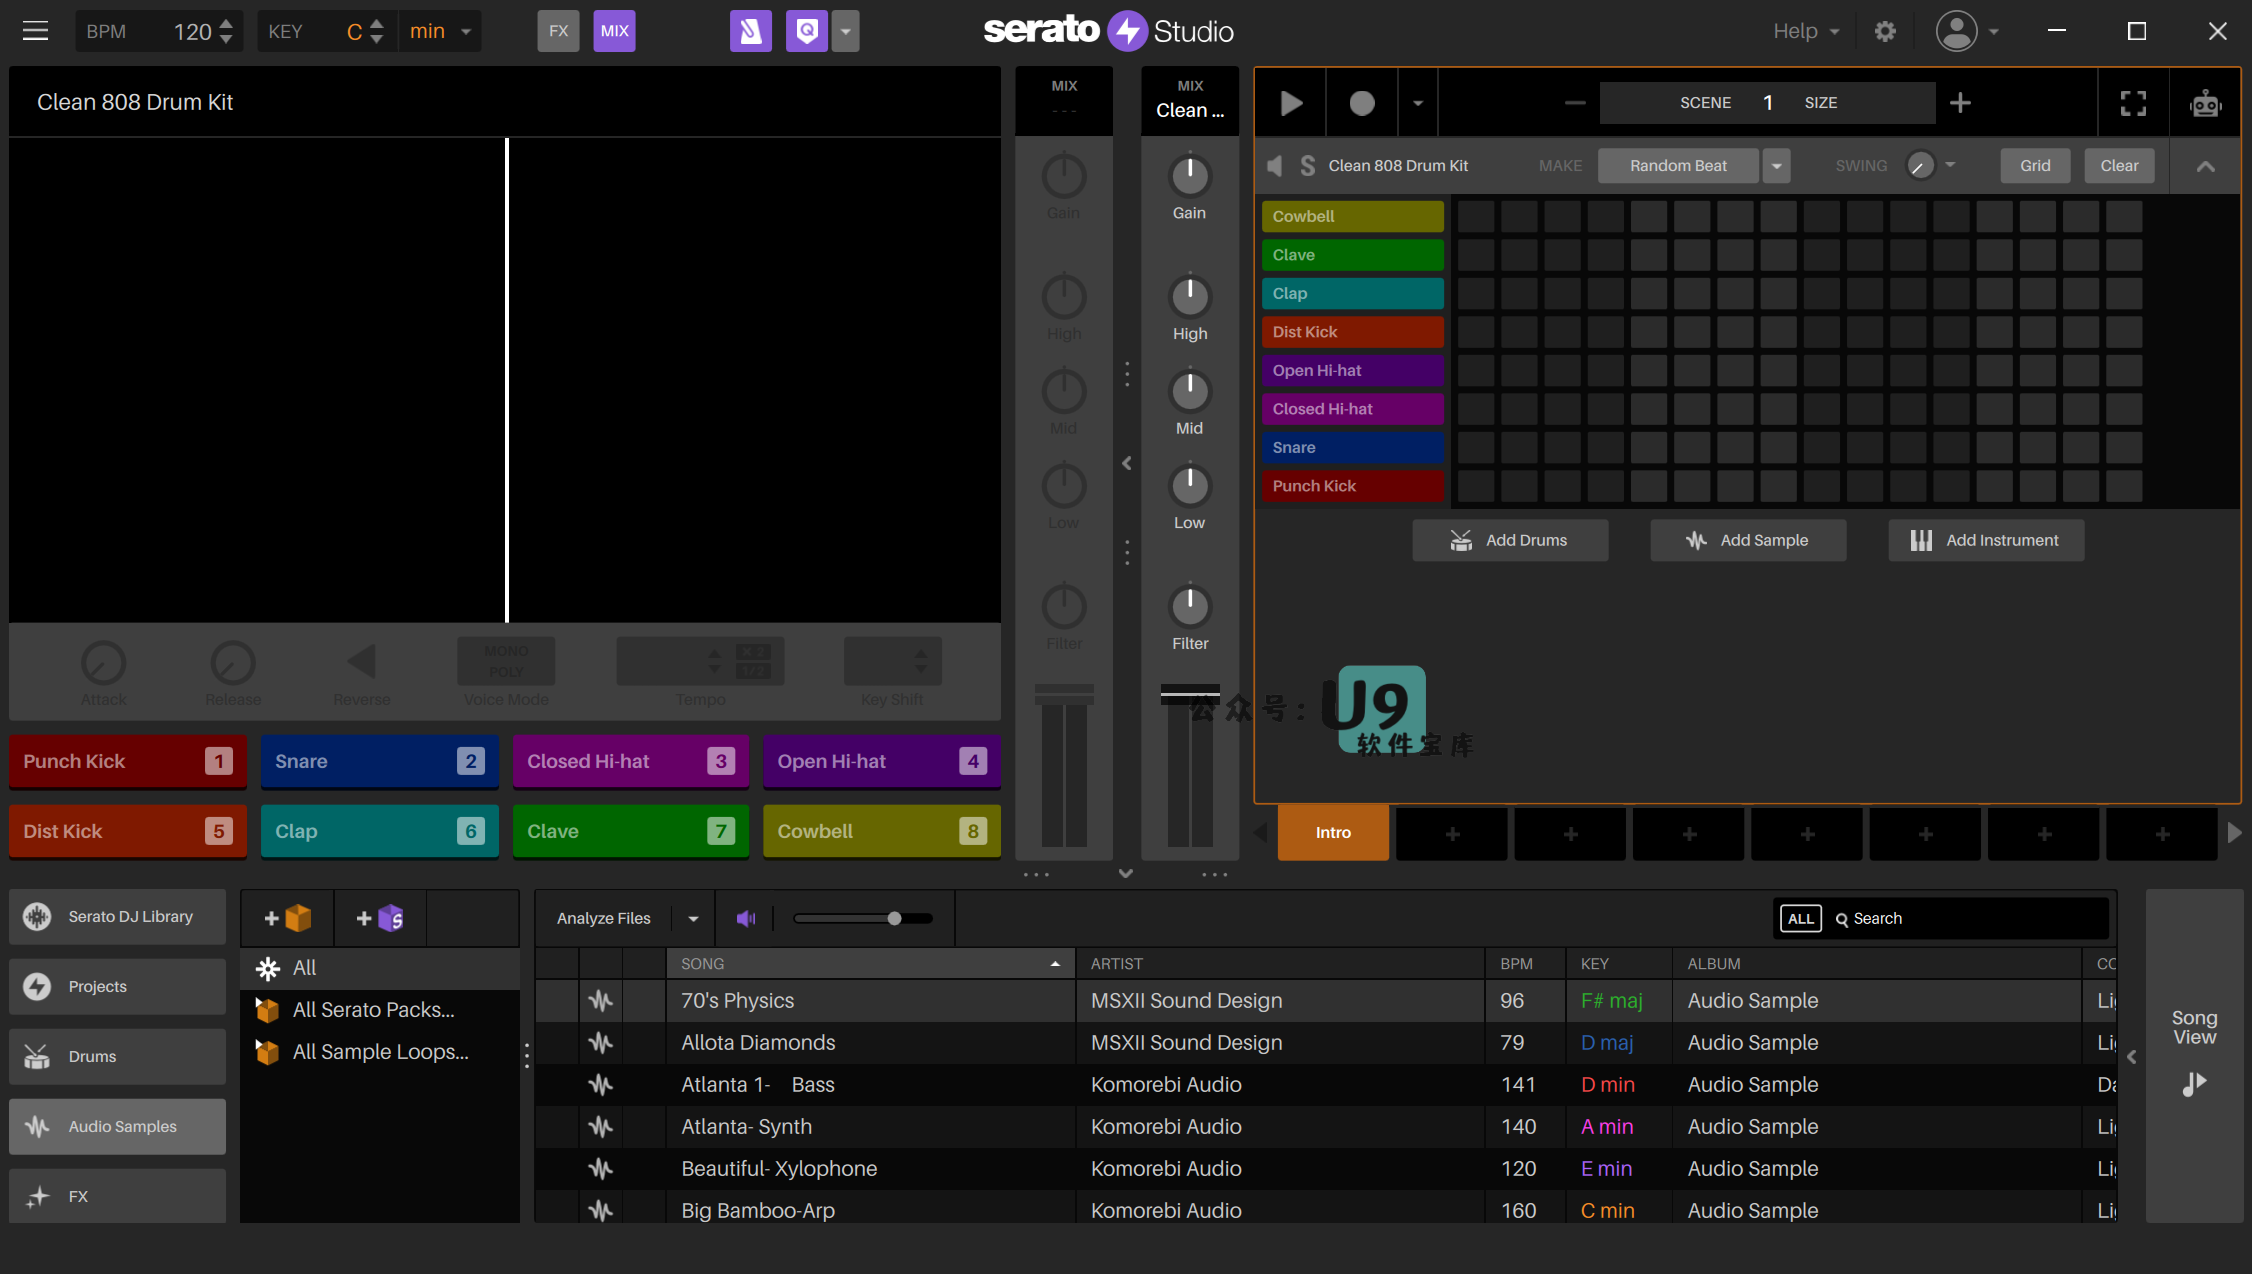 BPM 120 KEY C min FX MIX serato Studio Help
Clean 808 Drum Kit
MIX
---
Gain
High
Mid
Low
Filter
MIX
Clean ...
Gain
High
Mid
Low
Filter
SCENE 1 SIZE
S Clean 808 Drum Kit MAKE Random Beat SWING Grid Clear
Cowbell
Clave
Clap
Dist Kick
Open Hi-hat
Closed Hi-hat
Snare
Punch Kick
Add Drums Add Sample Add Instrument
公众号：U9
软件宝库
MONO
POLY
× 2
1/2
Attack Release Reverse Voice Mode Tempo Key Shift
Punch Kick 1 Snare 2 Closed Hi-hat 3 Open Hi-hat 4
Dist Kick 5 Clap 6 Clave 7 Cowbell 8
Intro + + + + + + +
Serato DJ Library
Projects
Drums
Audio Samples
FX
+ + S
All
All Serato Packs...
All Sample Loops...
Analyze Files ALL Search
SONG ARTIST BPM KEY ALBUM CO
70's Physics MSXII Sound Design 96 F# maj Audio Sample Lig
Allota Diamonds MSXII Sound Design 79 D maj Audio Sample Lig
Atlanta 1- Bass Komorebi Audio 141 D min Audio Sample Da
Atlanta- Synth Komorebi Audio 140 A min Audio Sample Lig
Beautiful- Xylophone Komorebi Audio 120 E min Audio Sample Lig
Big Bamboo-Arp Komorebi Audio 160 C min Audio Sample Lig
Song
View